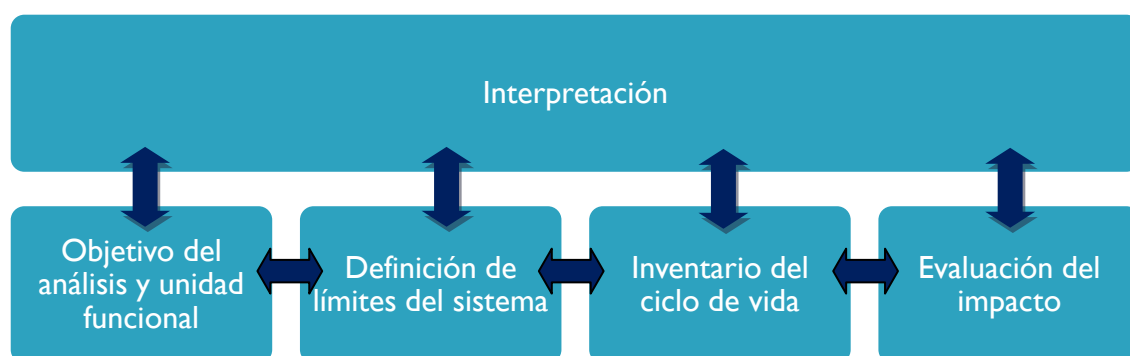 Interpretación
Objetivo del
análisis y unidad
funcional
Definición de
límites del sistema
Inventario del
ciclo de vida
Evaluación del
impacto